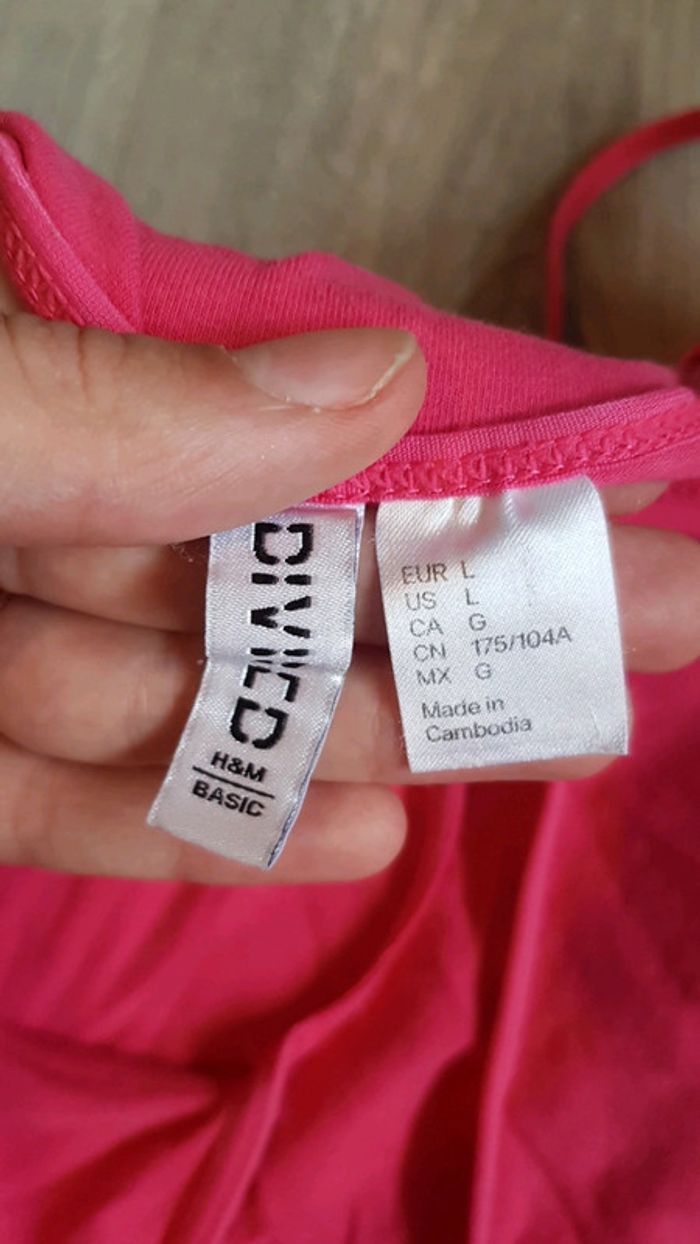 DIVIDED
H&M
BASIC
EUR L
US L
CA G
CN 175/104A
MX G
Made in
Cambodia